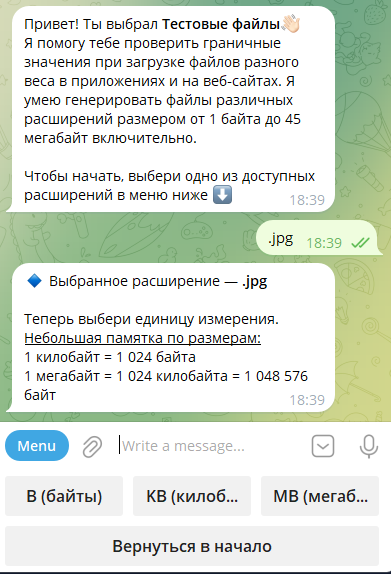 Привет! Ты выбрал Тестовые файлы👋🏻
Я помогу тебе проверить граничные
значения при загрузке файлов разного
веса в приложениях и на веб-сайтах. Я
умею генерировать файлы различных
расширений размером от 1 байта до 45
мегабайт включительно.
Чтобы начать, выбери одно из доступных
расширений в меню ниже ⬇️
18:39
.jpg 18:39
🔹 Выбранное расширение — .jpg
Теперь выбери единицу измерения.
Небольшая памятка по размерам:
1 килобайт = 1 024 байта
1 мегабайт = 1 024 килобайта = 1 048 576
байт
18:39
Menu Write a message...
B (байты) KB (килоб... MB (мегаб...
Вернуться в начало